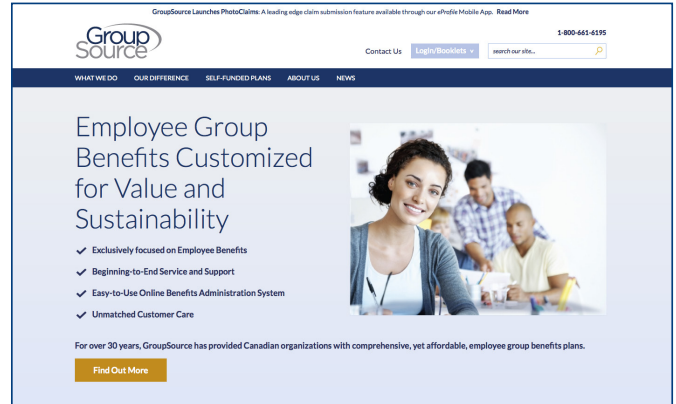 GroupSource Launches PhotoClaims: A leading edge claim submission feature available through our eProfile Mobile App. Read More
Group
Source
1-800-661-6195
Contact Us
Login/Booklets ∨
search our site...
WHAT WE DO
OUR DIFFERENCE
SELF-FUNDED PLANS
ABOUT US
NEWS
Employee Group
Benefits Customized
for Value and
Sustainability
Exclusively focused on Employee Benefits
Beginning-to-End Service and Support
Easy-to-Use Online Benefits Administration System
Unmatched Customer Care
For over 30 years, GroupSource has provided Canadian organizations with comprehensive, yet affordable, employee group benefits plans.
Find Out More